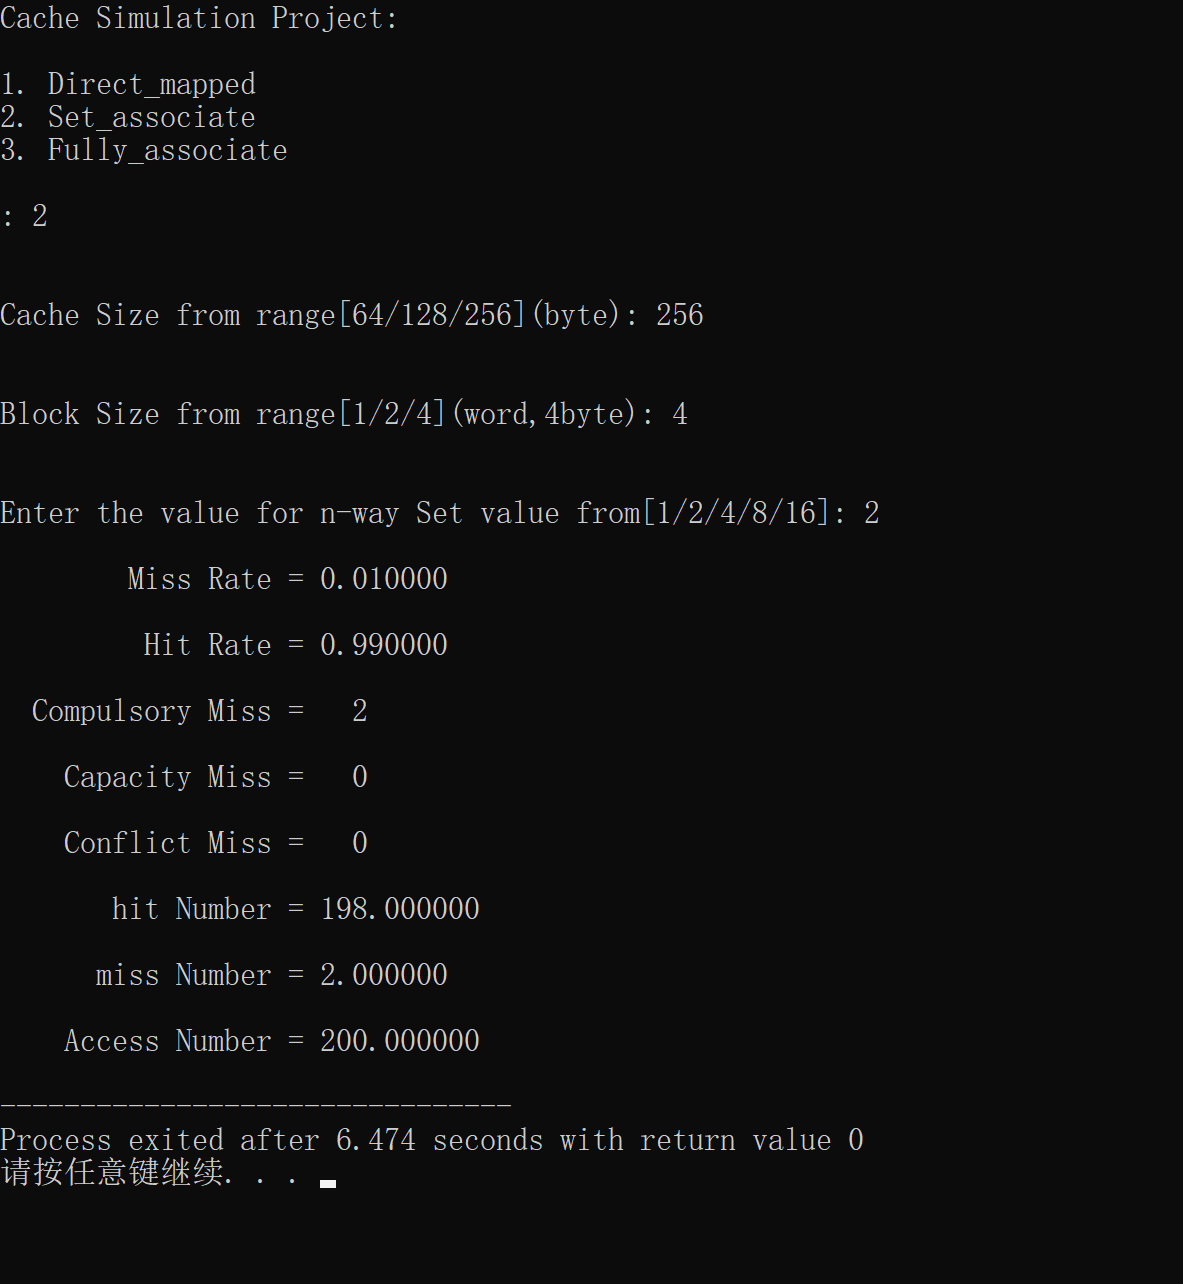 Cache Simulation Project:
1. Direct_mapped
2. Set_associate
3. Fully_associate
: 2
Cache Size from range[64/128/256](byte): 256
Block Size from range[1/2/4](word,4byte): 4
Enter the value for n-way Set value from[1/2/4/8/16]: 2
Miss Rate = 0.010000
Hit Rate = 0.990000
Compulsory Miss =   2
Capacity Miss =   0
Conflict Miss =   0
hit Number = 198.000000
miss Number = 2.000000
Access Number = 200.000000
--------------------------------
Process exited after 6.474 seconds with return value 0
请按任意键继续. . .